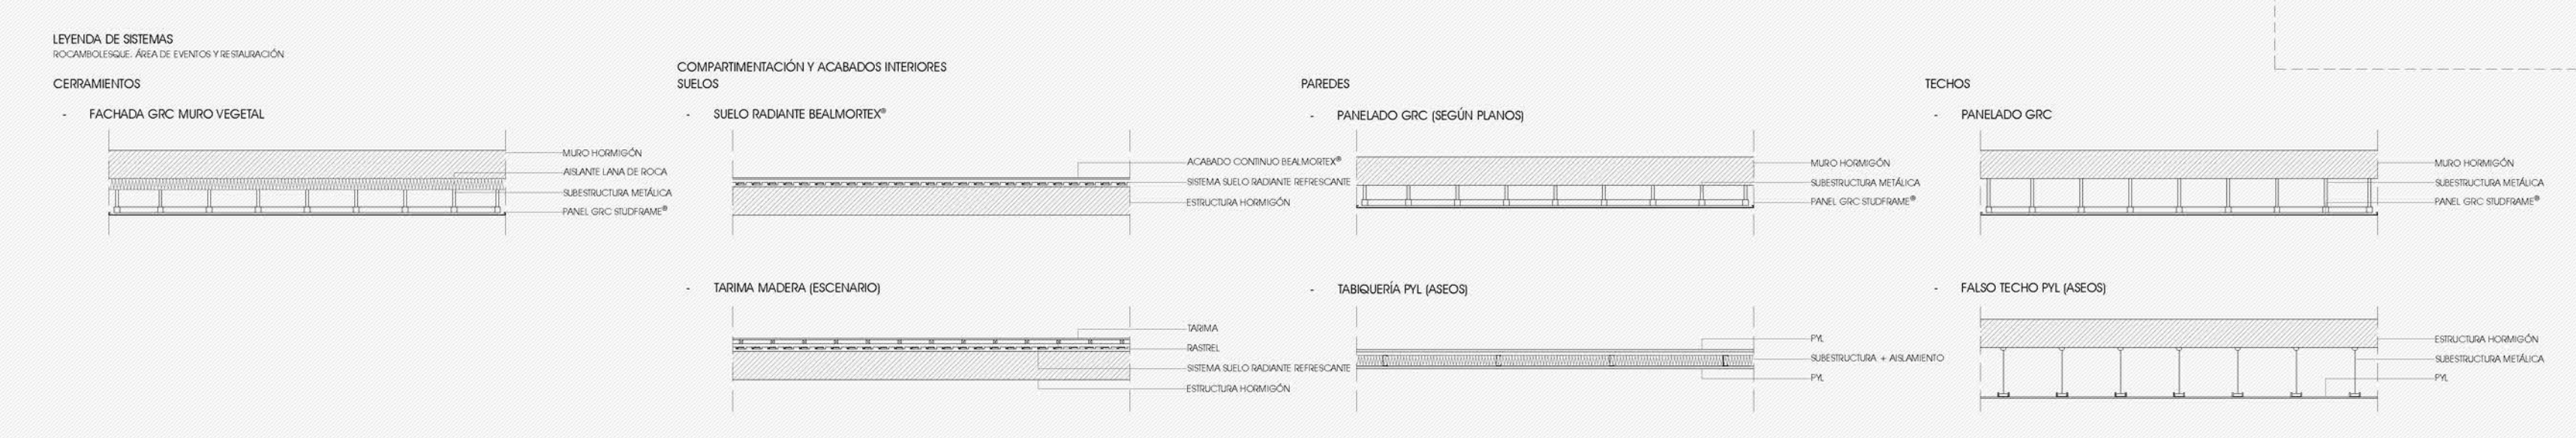 LEYENDA DE SISTEMAS
ROCAMBOLESQUE. ÁREA DE EVENTOS Y RESTAURACIÓN
CERRAMIENTOS
- FACHADA GRC MURO VEGETAL
MURO HORMIGÓN
AISLANTE LANA DE ROCA
SUBESTRUCTURA METÁLICA
PANEL GRC STUDFRAME®
COMPARTIMENTACIÓN Y ACABADOS INTERIORES
SUELOS
- SUELO RADIANTE BEALMORTEX®
ACABADO CONTINUO BEALMORTEX®
SISTEMA SUELO RADIANTE REFRESCANTE
ESTRUCTURA HORMIGÓN
- TARIMA MADERA (ESCENARIO)
TARIMA
RASTREL
SISTEMA SUELO RADIANTE REFRESCANTE
ESTRUCTURA HORMIGÓN
PAREDES
- PANELADO GRC (SEGÚN PLANOS)
MURO HORMIGÓN
SUBESTRUCTURA METÁLICA
PANEL GRC STUDFRAME®
- TABIQUERÍA PYL (ASEOS)
PYL
SUBESTRUCTURA + AISLAMIENTO
PYL
TECHOS
- PANELADO GRC
MURO HORMIGÓN
SUBESTRUCTURA METÁLICA
PANEL GRC STUDFRAME®
- FALSO TECHO PYL (ASEOS)
ESTRUCTURA HORMIGÓN
SUBESTRUCTURA METÁLICA
PYL